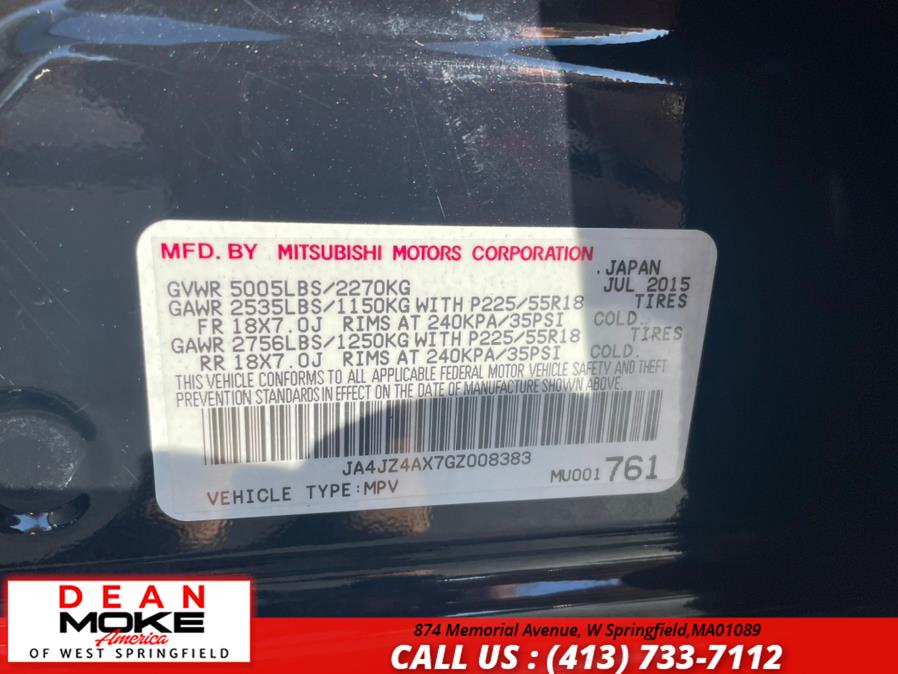 MFD. BY MITSUBISHI MOTORS CORPORATION
.JAPAN
GVWR 5005LBS/2270KG JUL 2015
GAWR 2535LBS/1150KG WITH P225/55R18 TIRES
FR 18X7.0J RIMS AT 240KPA/35PSI COLD.
GAWR 2756LBS/1250KG WITH P225/55R18 TIRES
RR 18X7.0J RIMS AT 240KPA/35PSI COLD.
THIS VEHICLE CONFORMS TO ALL APPLICABLE FEDERAL MOTOR VEHICLE SAFETY AND THEFT
PREVENTION STANDARDS IN EFFECT ON THE DATE OF MANUFACTURE SHOWN ABOVE.
JA4JZ4AX7GZ008383
MU001 761
VEHICLE TYPE:MPV
DEAN
MOKE
America
OF WEST SPRINGFIELD
874 Memorial Avenue, W Springfield,MA01089
CALL US : (413) 733-7112